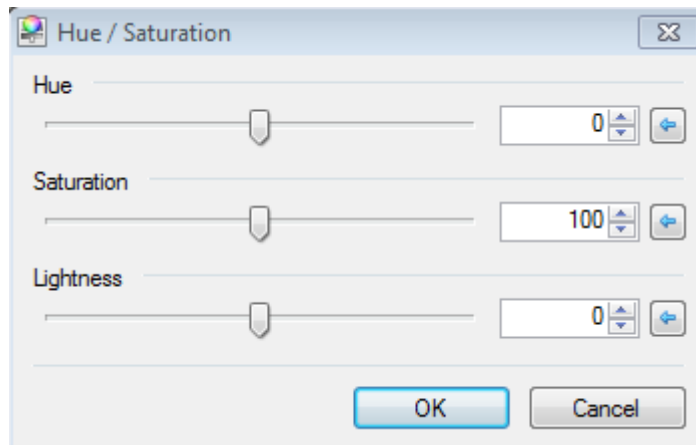 Hue / Saturation
Hue
0
Saturation
100
Lightness
0
OK Cancel